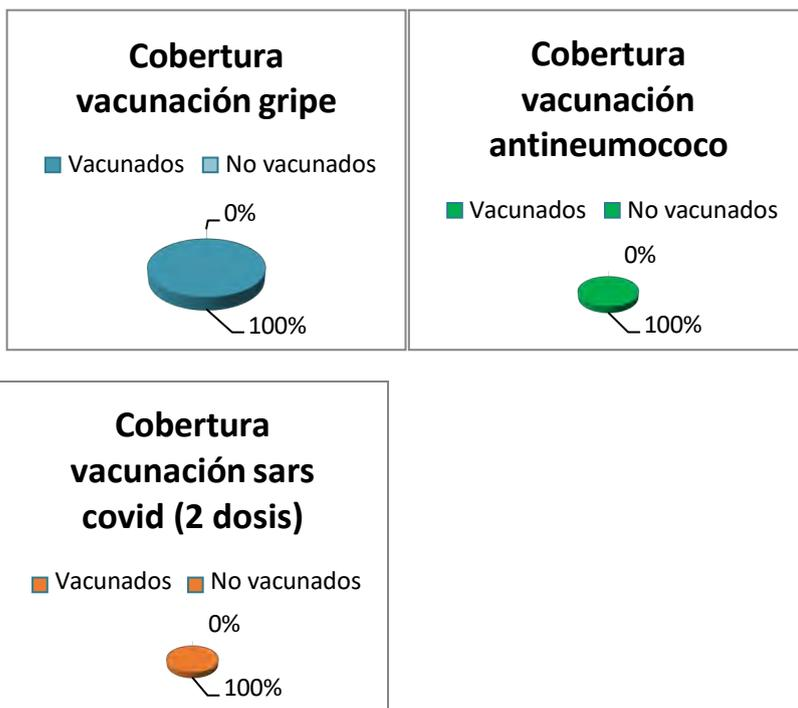 Cobertura
vacunación gripe
Vacunados No vacunados
0%
100%
Cobertura
vacunación
antineumococo
Vacunados No vacunados
0%
100%
Cobertura
vacunación sars
covid (2 dosis)
Vacunados No vacunados
0%
100%